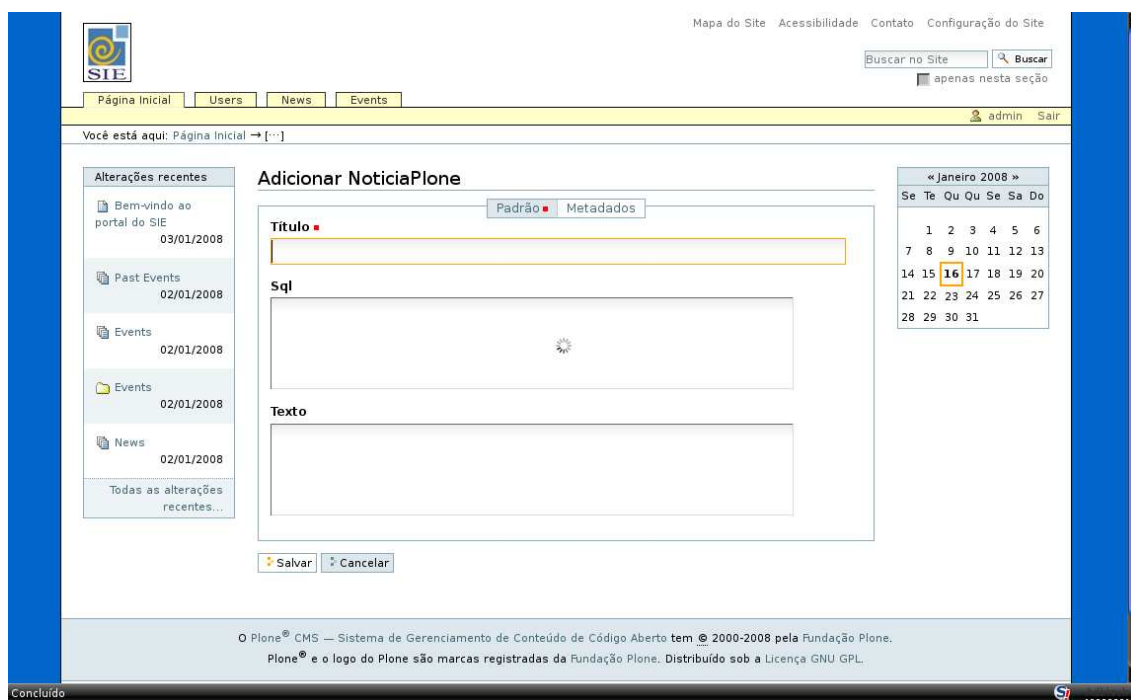 Mapa do Site Acessibilidade Contato Configuração do Site
SIE
Buscar no Site Buscar
apenas nesta seção
Página Inicial Users News Events
admin Sair
Você está aqui: Página Inicial → [···]
Alterações recentes
Bem-vindo ao
portal do SIE
03/01/2008
Past Events
02/01/2008
Events
02/01/2008
Events
02/01/2008
News
02/01/2008
Todas as alterações
recentes...
Adicionar NoticiaPlone
Padrão Metadados
Título
Sql
Texto
Salvar Cancelar
« Janeiro 2008 »
Se Te Qu Qu Se Sa Do
1 2 3 4 5 6
7 8 9 10 11 12 13
14 15 16 17 18 19 20
21 22 23 24 25 26 27
28 29 30 31
O Plone® CMS — Sistema de Gerenciamento de Conteúdo de Código Aberto tem © 2000-2008 pela Fundação Plone.
Plone® e o logo do Plone são marcas registradas da Fundação Plone. Distribuído sob a Licença GNU GPL.
Concluído